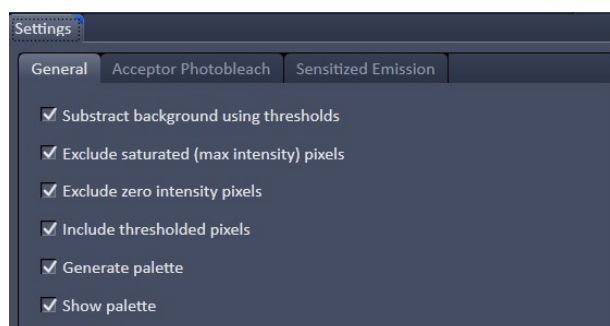 Settings
General Acceptor Photobleach Sensitized Emission
Substract background using thresholds
Exclude saturated (max intensity) pixels
Exclude zero intensity pixels
Include thresholded pixels
Generate palette
Show palette